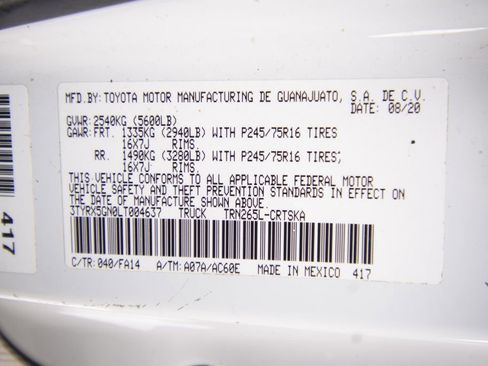 MFD.BY:TOYOTA MOTOR MANUFACTURING DE GUANAJUATO, S.A. DE C.V.
DATE: 08/20
GVWR:2540KG (5600LB)
GAWR:FRT. 1335KG (2940LB) WITH P245/75R16 TIRES
16X7J RIMS.
RR. 1490KG (3280LB) WITH P245/75R16 TIRES;
16X7J RIMS.
THIS VEHICLE CONFORMS TO ALL APPLICABLE FEDERAL MOTOR
VEHICLE SAFETY AND THEFT PREVENTION STANDARDS IN EFFECT ON
THE DATE OF MANUFACTURE SHOWN ABOVE.
3TYRX5GN0LT004637 TRUCK TRN265L-CRTSKA
C/TR: 040/FA14 A/TM: A07A/AC60E MADE IN MEXICO 417
417